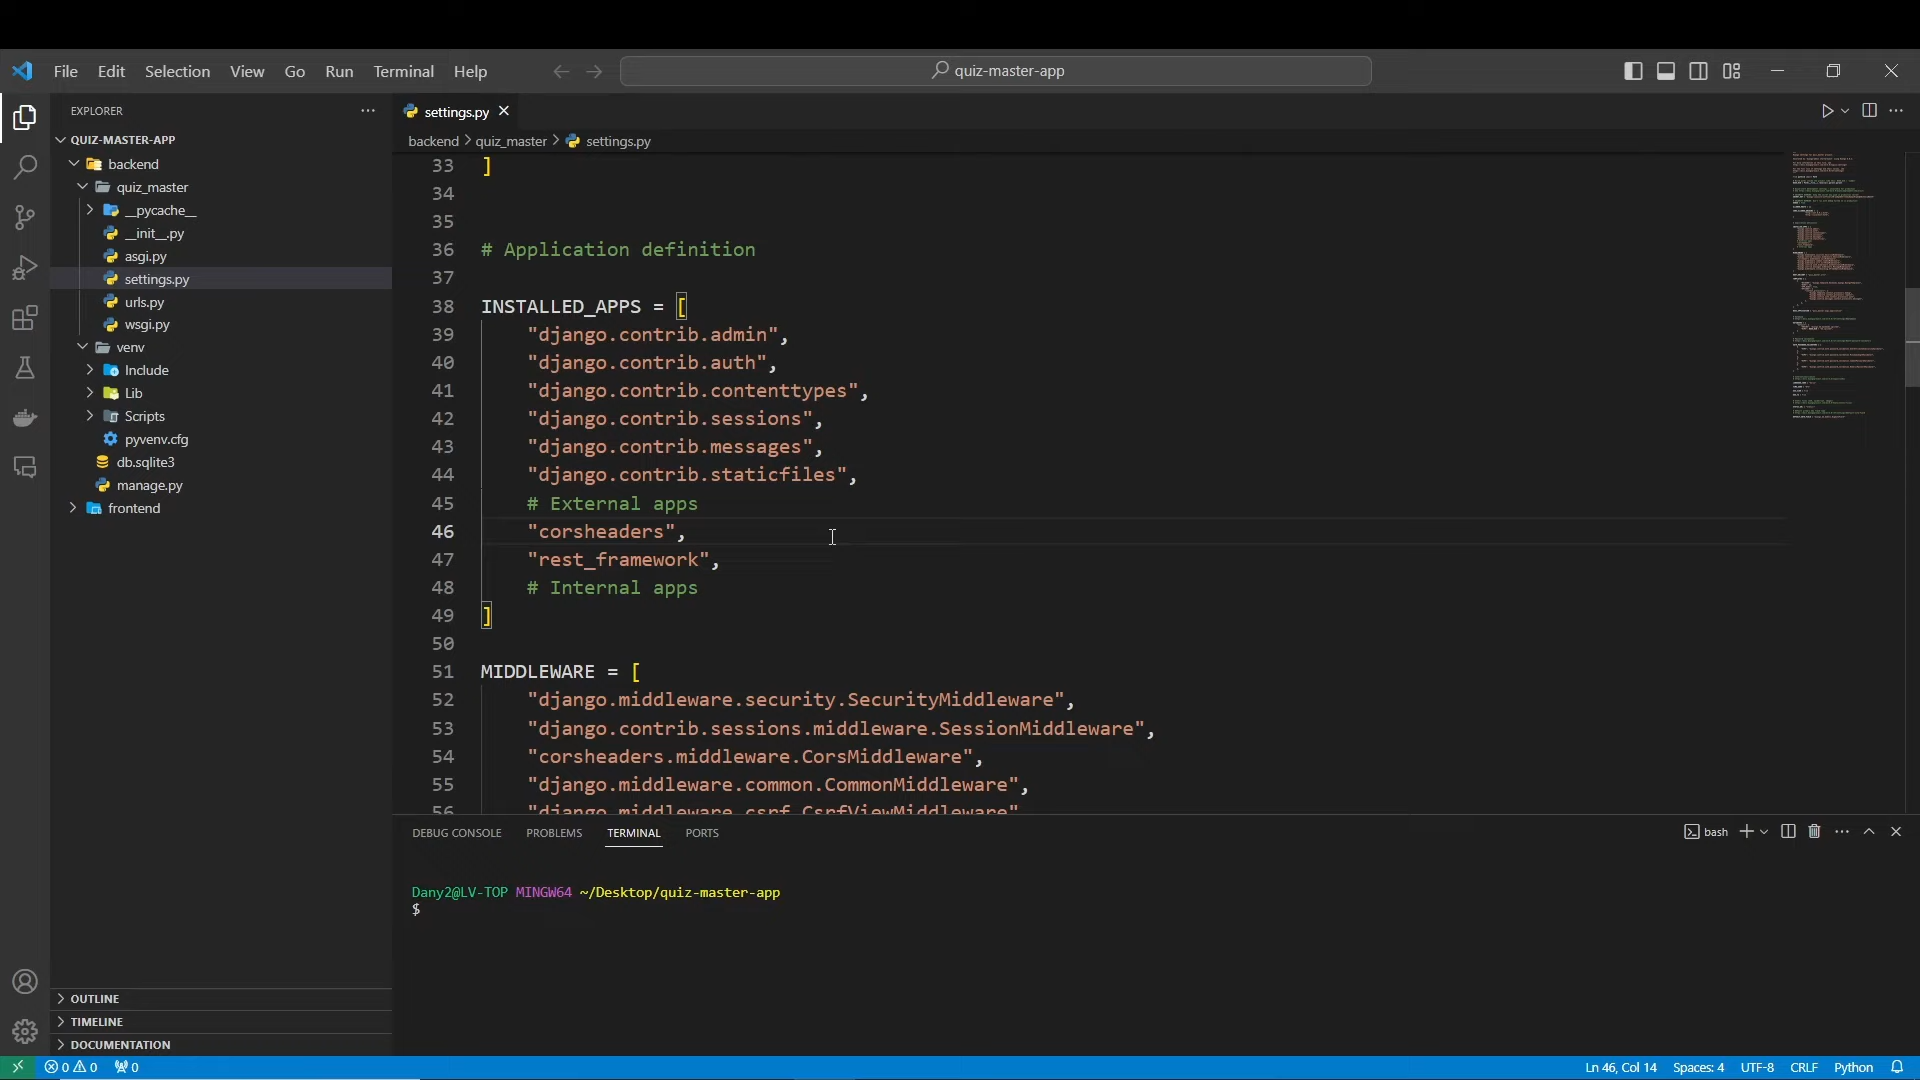 File Edit Selection View Go Run Terminal Help
quiz-master-app
EXPLORER
QUIZ-MASTER-APP
backend
quiz_master
__pycache__
__init__.py
asgi.py
settings.py
urls.py
wsgi.py
venv
Include
Lib
Scripts
pyvenv.cfg
db.sqlite3
manage.py
frontend
OUTLINE
TIMELINE
DOCUMENTATION
settings.py
backend > quiz_master > settings.py
33 ]
34
35
36 # Application definition
37
38 INSTALLED_APPS = [
39 "django.contrib.admin",
40 "django.contrib.auth",
41 "django.contrib.contenttypes",
42 "django.contrib.sessions",
43 "django.contrib.messages",
44 "django.contrib.staticfiles",
45 # External apps
46 "corsheaders",
47 "rest_framework",
48 # Internal apps
49 ]
50
51 MIDDLEWARE = [
52 "django.middleware.security.SecurityMiddleware",
53 "django.contrib.sessions.middleware.SessionMiddleware",
54 "corsheaders.middleware.CorsMiddleware",
55 "django.middleware.common.CommonMiddleware",
56 "django.middleware.csrf.CsrfViewMiddleware"
DEBUG CONSOLE PROBLEMS TERMINAL PORTS
bash
Dany2@LV-TOP MINGW64 ~/Desktop/quiz-master-app
$
0 0 0
Ln 46, Col 14 Spaces: 4 UTF-8 CRLF Python